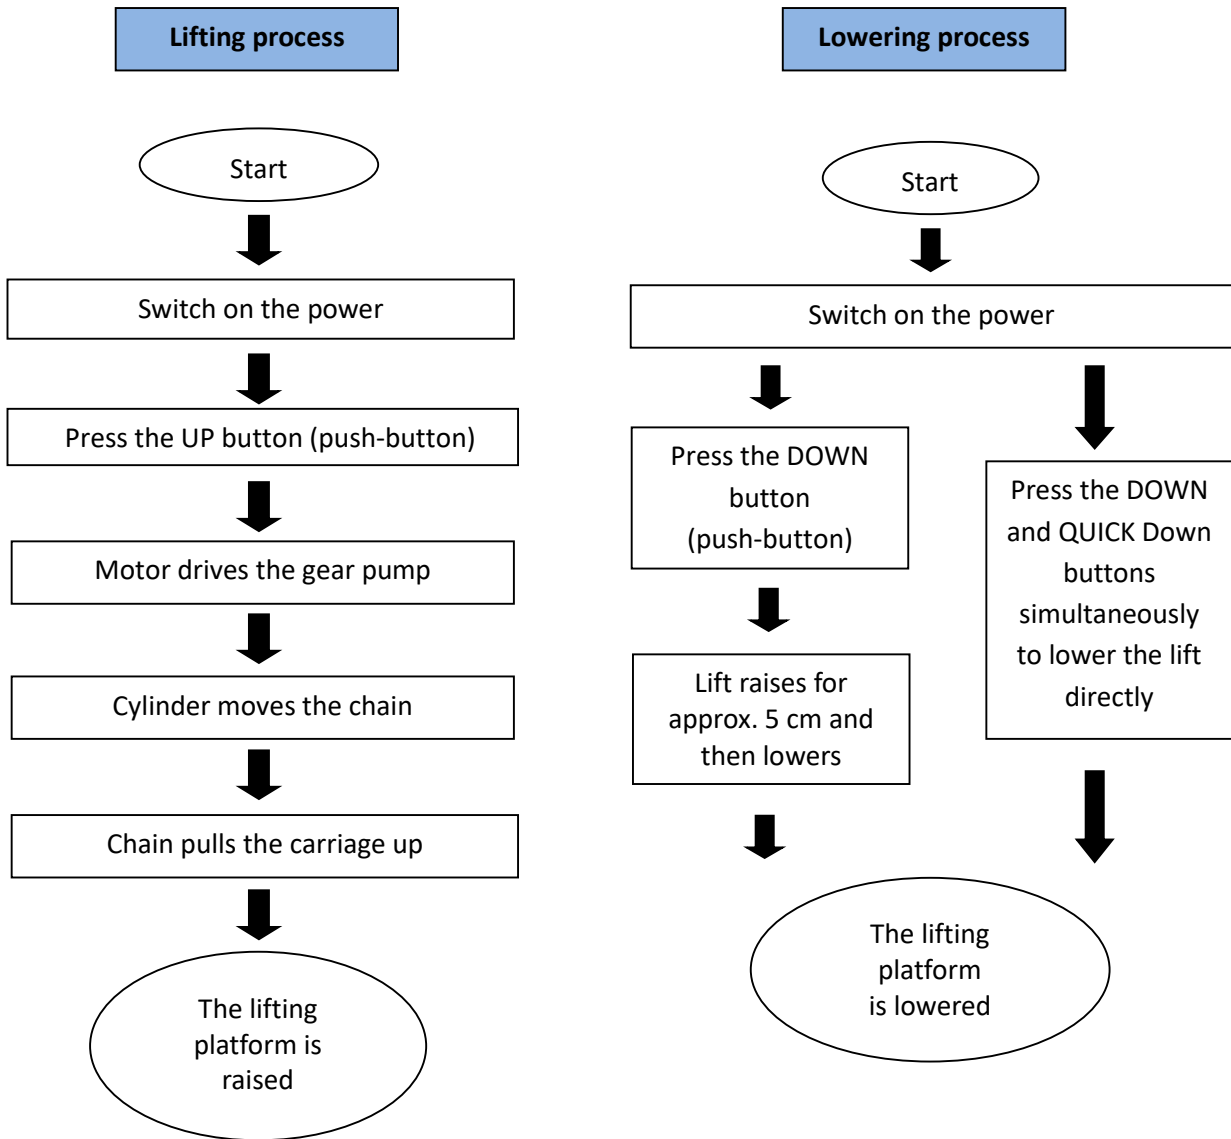 Lifting process
Start
Switch on the power
Press the UP button (push-button)
Motor drives the gear pump
Cylinder moves the chain
Chain pulls the carriage up
The lifting
platform is
raised
Lowering process
Start
Switch on the power
Press the DOWN
button
(push-button)
Lift raises for
approx. 5 cm and
then lowers
Press the DOWN
and QUICK Down
buttons
simultaneously
to lower the lift
directly
The lifting
platform
is lowered